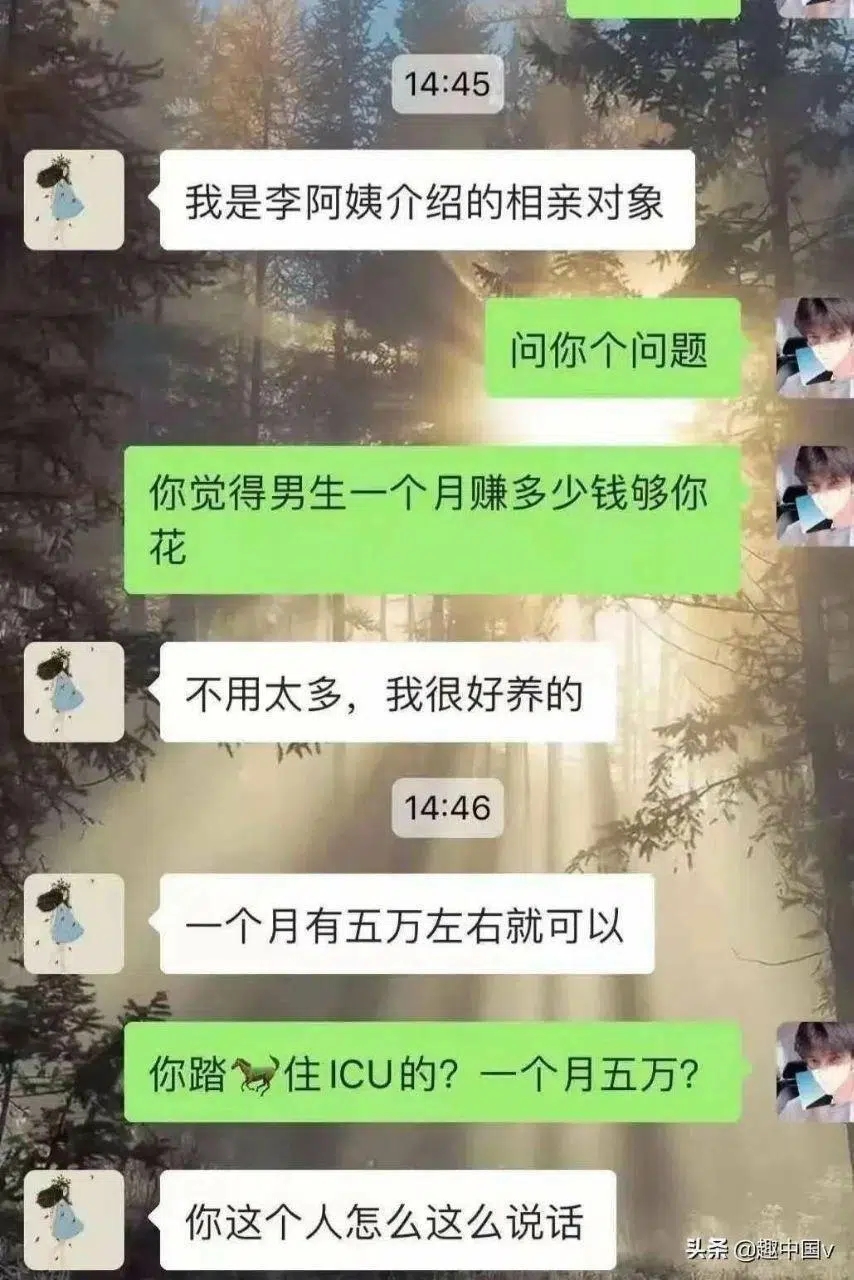 14:45
我是李阿姨介绍的相亲对象
问你个问题
你觉得男生一个月赚多少钱够你
花
不用太多，我很好养的
14:46
一个月有五万左右就可以
你踏🐎住ICU的？一个月五万？
你这个人怎么这么说话
头条 @趣中国v